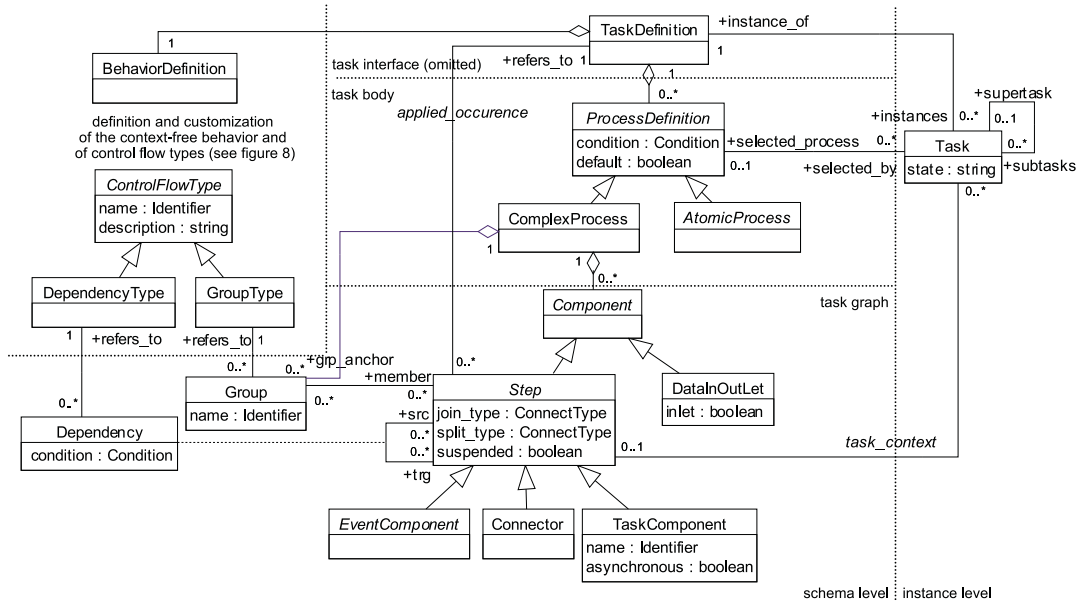 TaskDefinition
+instance_of
1
1
+refers_to 1
1
BehaviorDefinition
task interface (omitted)
task body
applied_occurence
0..*
definition and customization
of the context-free behavior and
of control flow types (see figure 8)
ProcessDefinition
condition : Condition
default : boolean
+selected_process
0..1
0..*
+selected_by
+instances
0..*
+supertask
0..1
0..*
+subtasks
Task
state : string
0..*
ControlFlowType
name : Identifier
description : string
ComplexProcess
AtomicProcess
1
1
0..*
DependencyType
GroupType
Component
task graph
1
+refers_to
+refers_to 1
0..*
0..*
+grp_anchor
0..*
Group
name : Identifier
0..*
+member
0..*
Step
join_type : ConnectType
split_type : ConnectType
suspended : boolean
DataInOutLet
inlet : boolean
0..*
Dependency
condition : Condition
+src
0..*
0..*
+trg
0..1
task_context
EventComponent
Connector
TaskComponent
name : Identifier
asynchronous : boolean
schema level
instance level